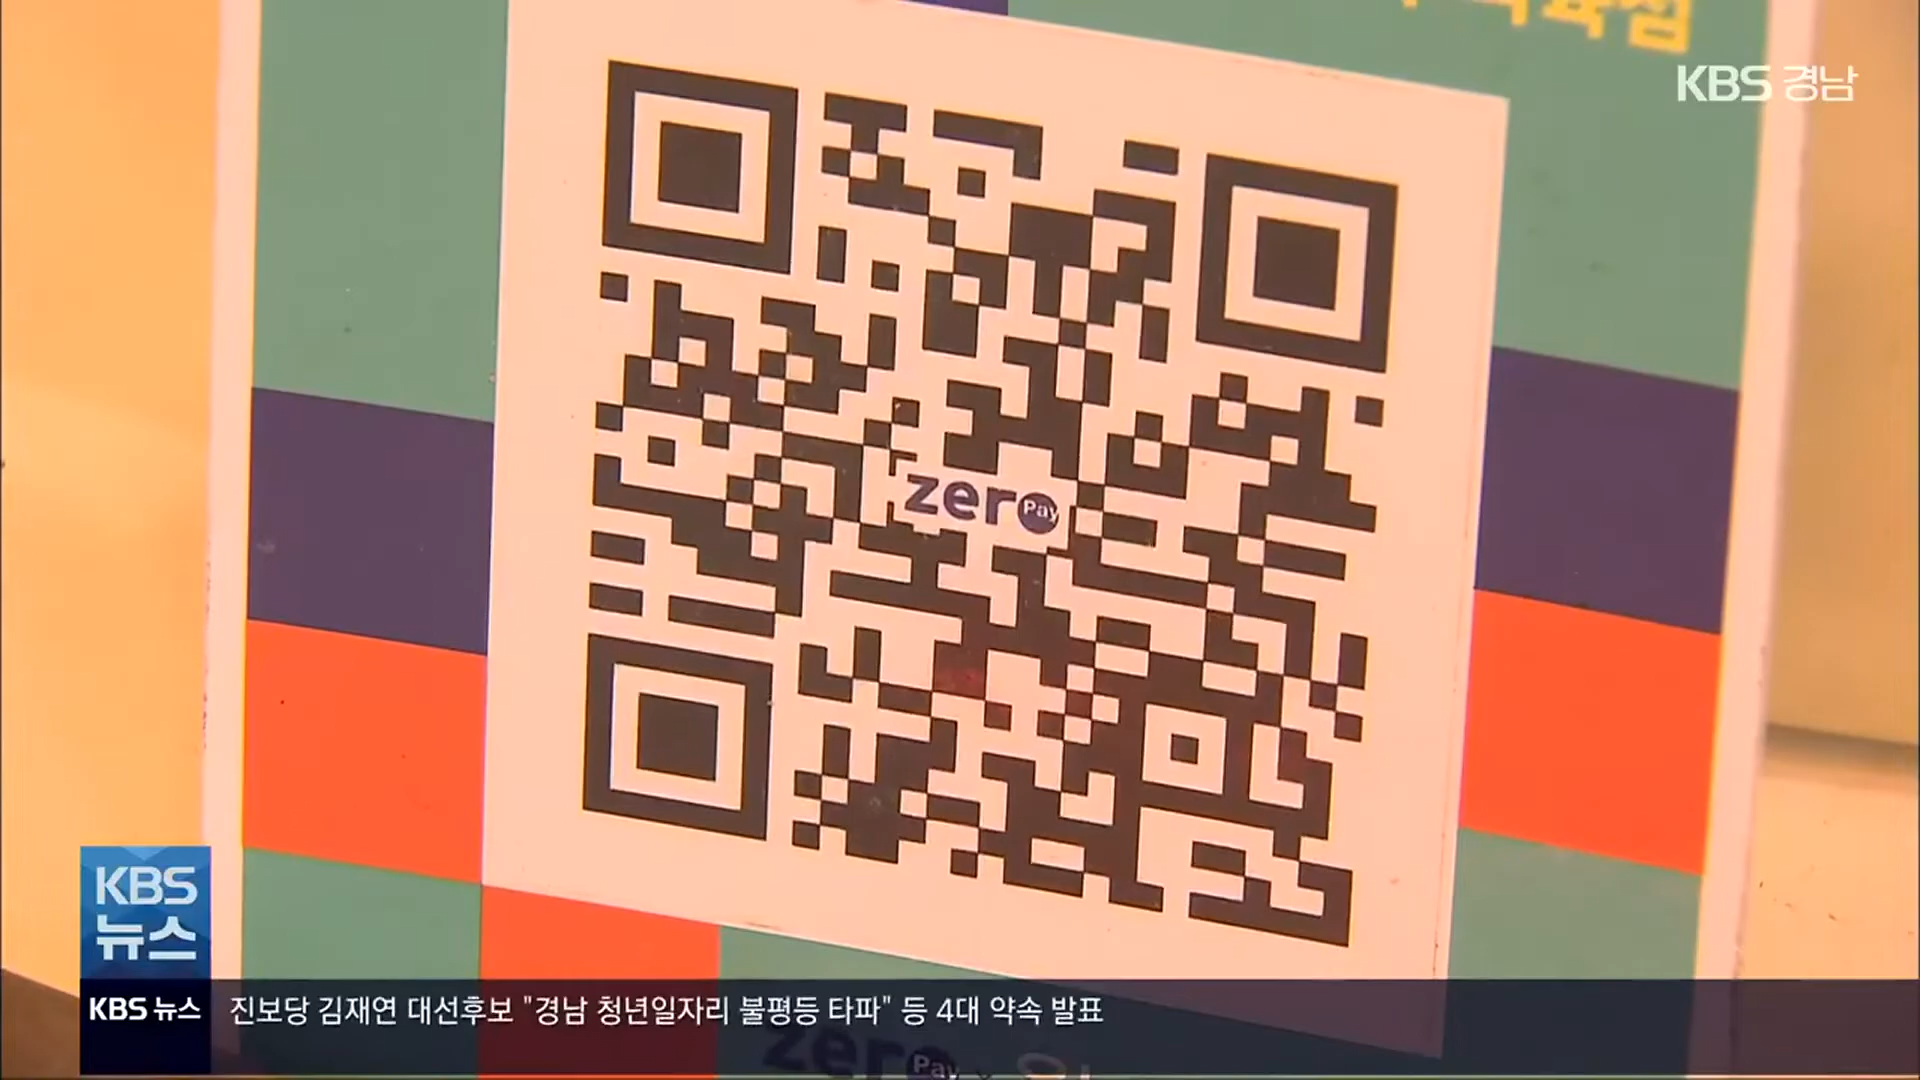 KBS 경남
zero Pay
KBS
뉴스
KBS 뉴스 진보당 김재연 대선후보 "경남 청년일자리 불평등 타파" 등 4대 약속 발표
zero Pay